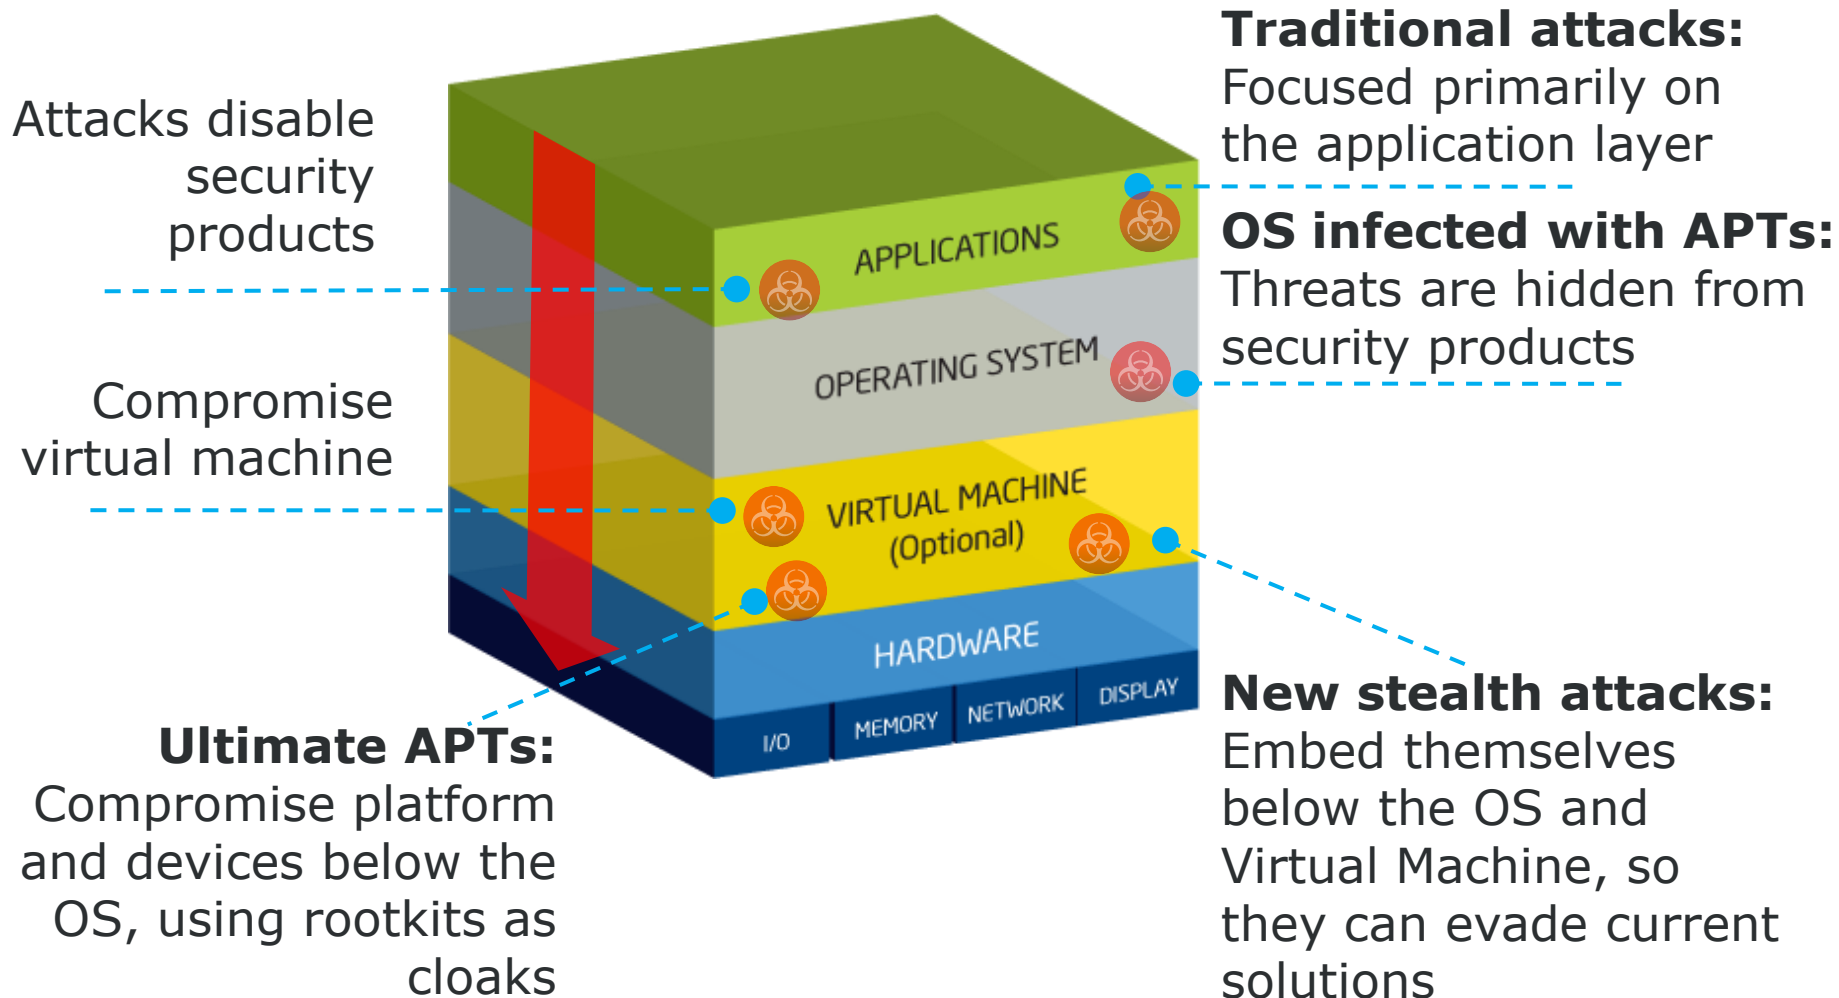 Attacks disable
security
products
Compromise
virtual machine
Ultimate APTs:
Compromise platform
and devices below the
OS, using rootkits as
cloaks
APPLICATIONS
OPERATING SYSTEM
VIRTUAL MACHINE
(Optional)
HARDWARE
I/O
MEMORY
NETWORK
DISPLAY
Traditional attacks:
Focused primarily on
the application layer
OS infected with APTs:
Threats are hidden from
security products
New stealth attacks:
Embed themselves
below the OS and
Virtual Machine, so
they can evade current
solutions